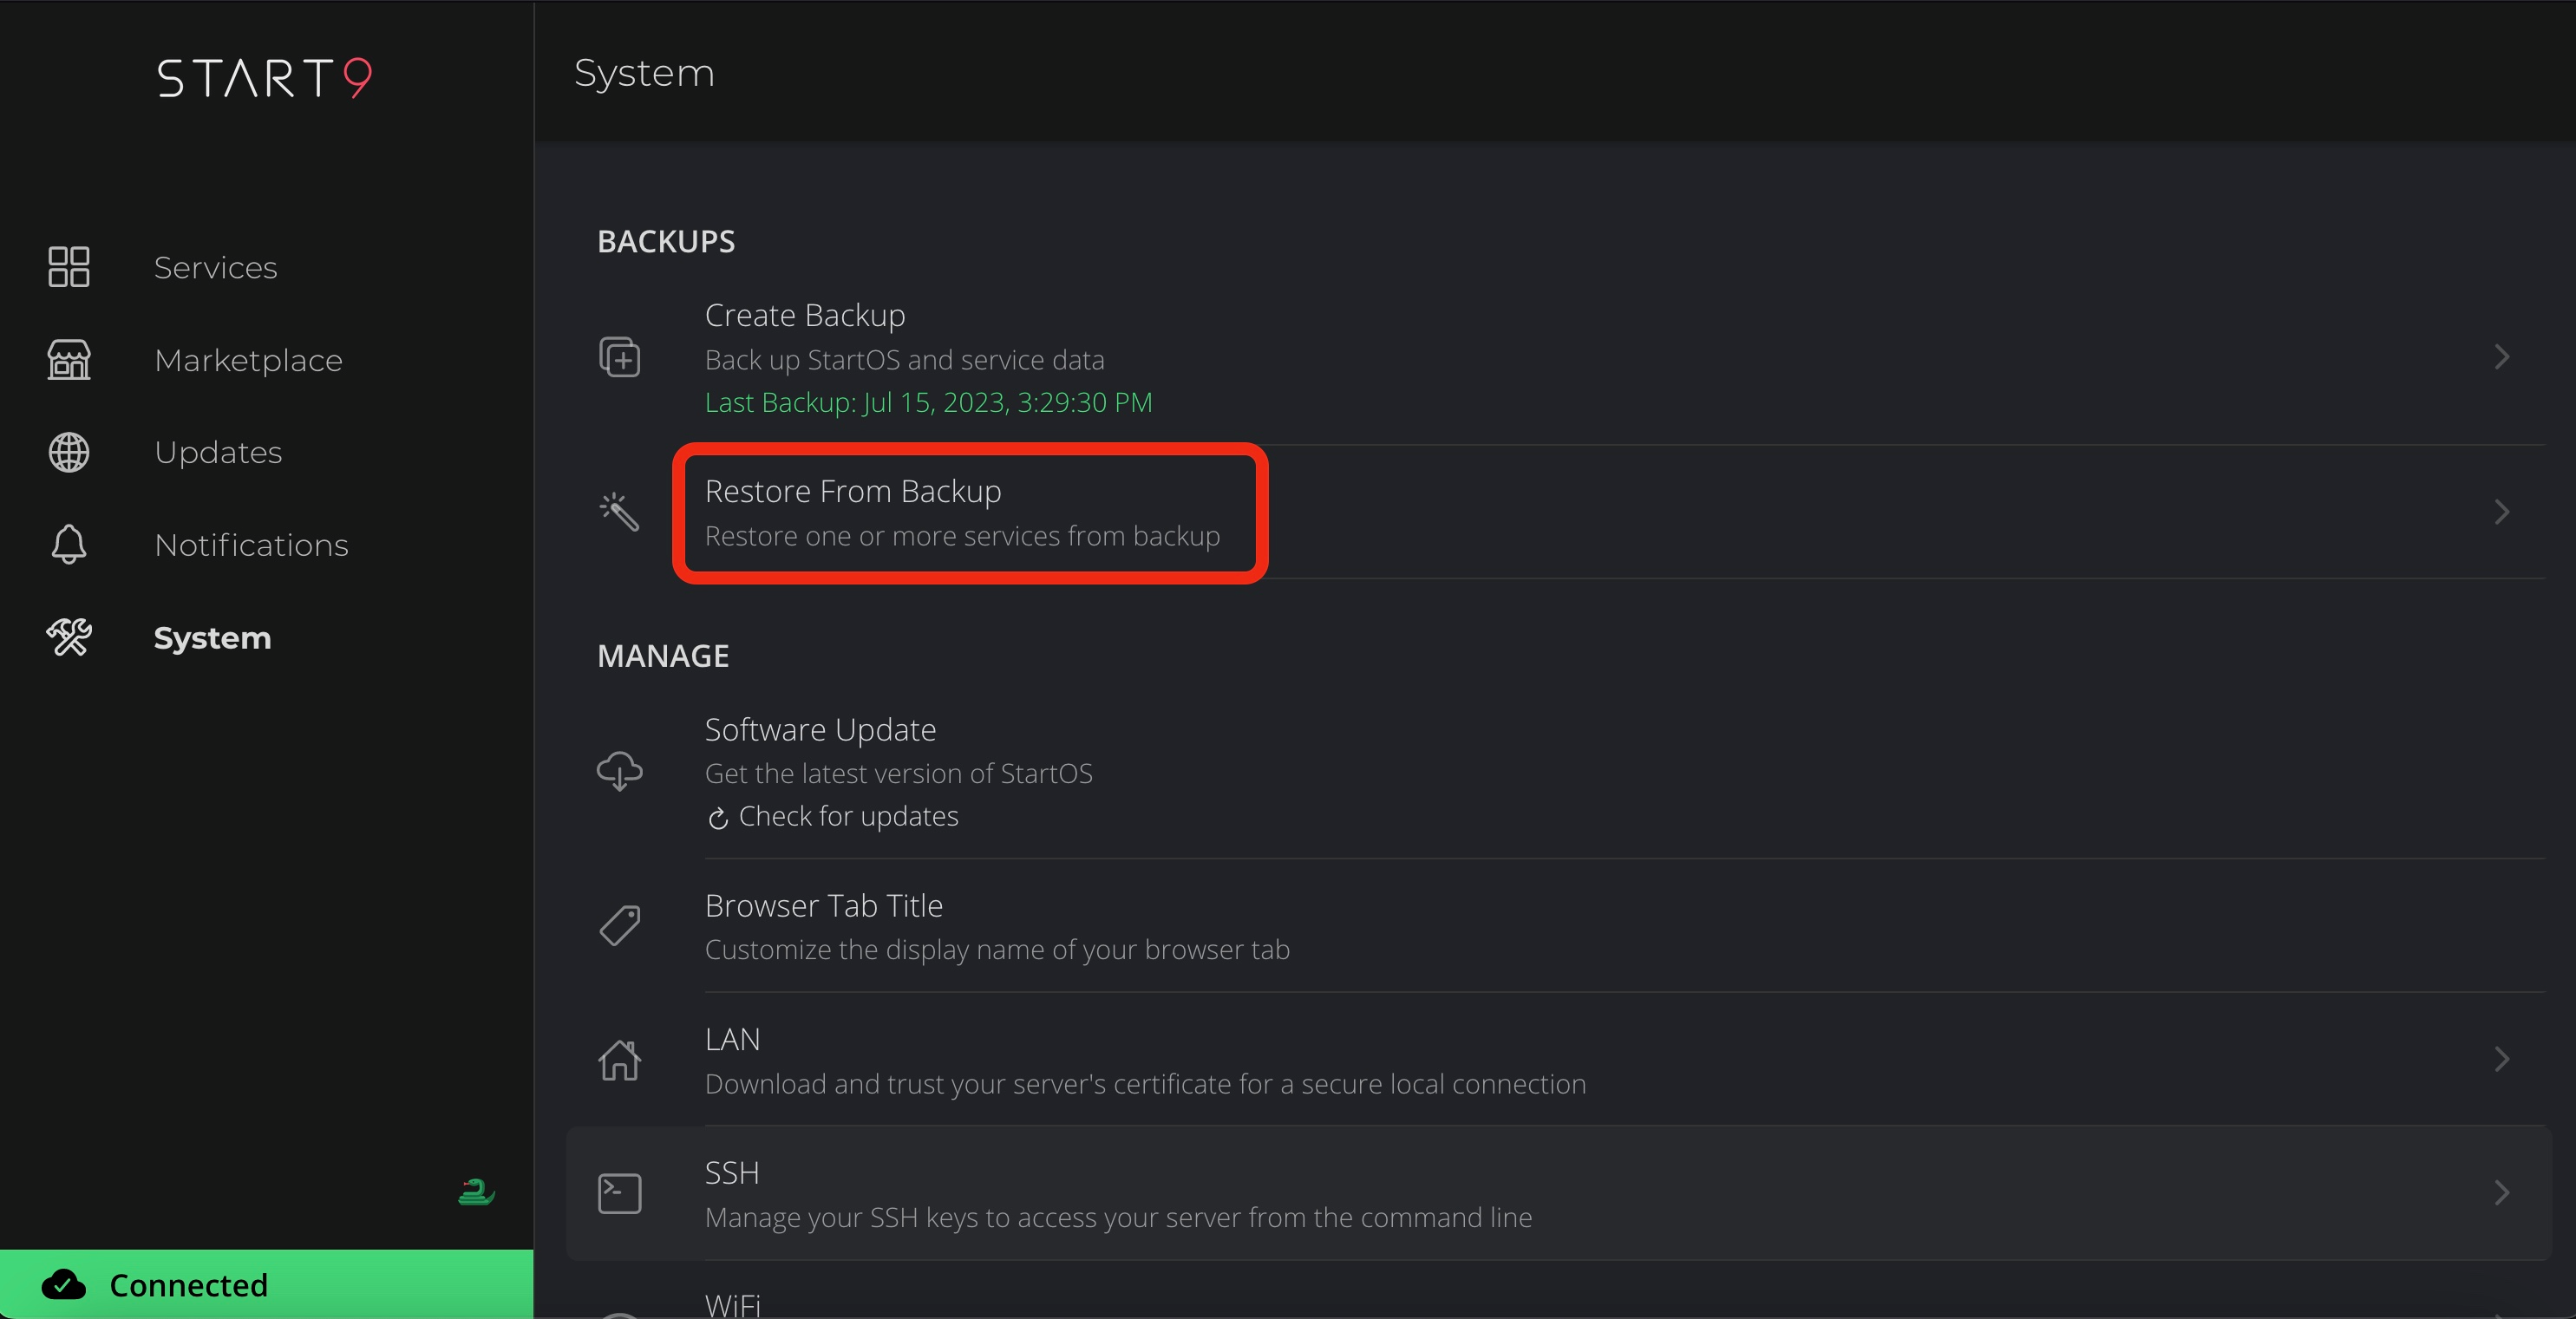 START9
Services
Marketplace
Updates
Notifications
System
Connected
System
BACKUPS
Create Backup
Back up StartOS and service data
Last Backup: Jul 15, 2023, 3:29:30 PM
Restore From Backup
Restore one or more services from backup
MANAGE
Software Update
Get the latest version of StartOS
Check for updates
Browser Tab Title
Customize the display name of your browser tab
LAN
Download and trust your server's certificate for a secure local connection
SSH
Manage your SSH keys to access your server from the command line
WiFi